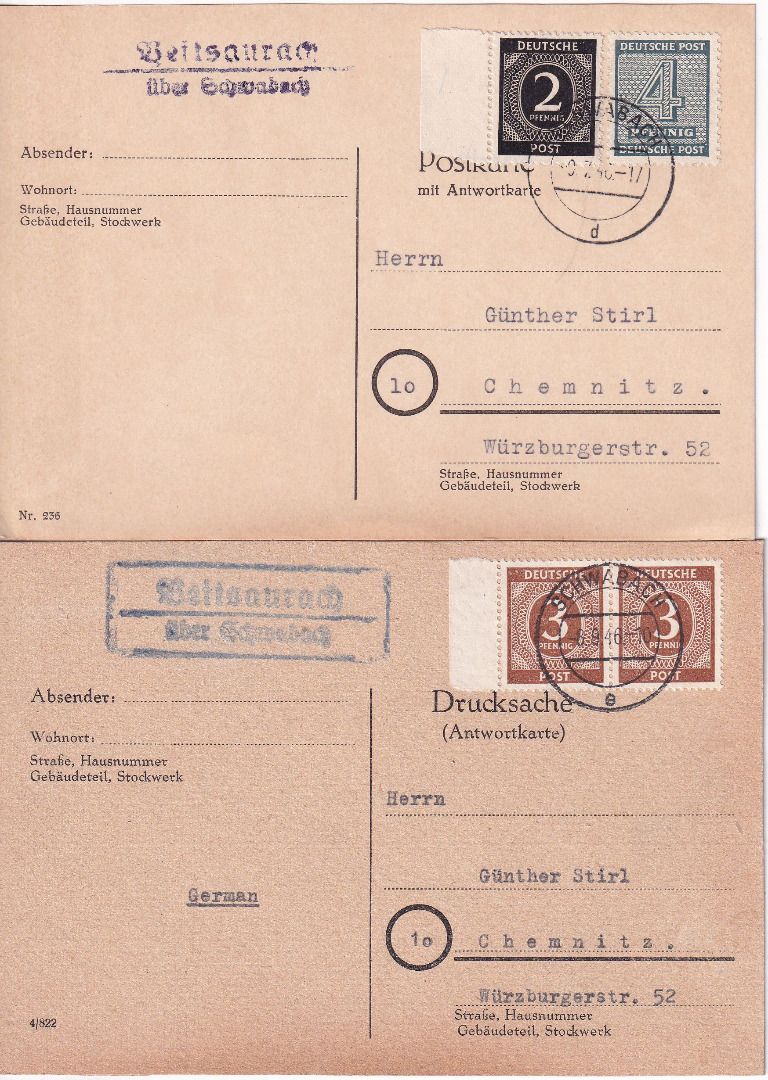 Veitsaurach
über Schwabach
DEUTSCHE
2
PFENNIG
POST
DEUTSCHE POST
4
PFENNIG
DEUTSCHE POST
SCHWABACH
d
Absender:
Wohnort:
Straße, Hausnummer
Gebäudeteil, Stockwerk
Postkarte
mit Antwortkarte
Herrn
Günther Stirl
10
Chemnitz.
Würzburgerstr. 52
Straße, Hausnummer
Gebäudeteil, Stockwerk
Nr. 236
Veitsaurach
über Schwabach
DEUTSCHE
3
PFENNIG
POST
DEUTSCHE
3
PFENNIG
POST
SCHWABACH
e
Absender:
Wohnort:
Straße, Hausnummer
Gebäudeteil, Stockwerk
Drucksache
(Antwortkarte)
Herrn
Günther Stirl
German
10
Chemnitz.
Würzburgerstr. 52
Straße, Hausnummer
Gebäudeteil, Stockwerk
4/822